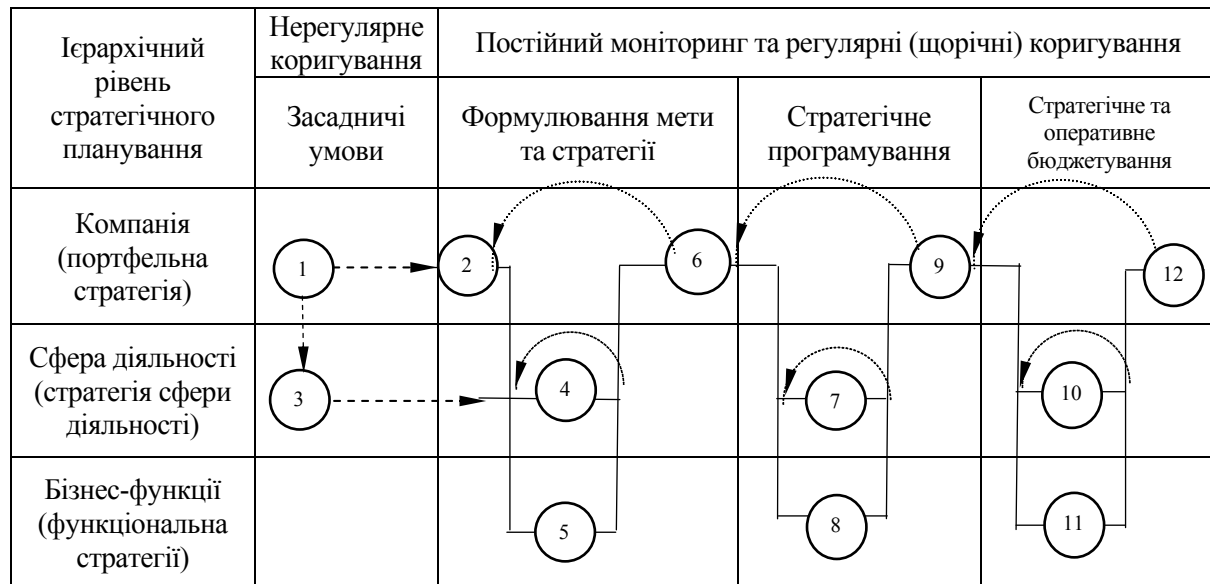 Ієрархічний
рівень
стратегічного
планування
Нерегулярне
коригування
Постійний моніторинг та регулярні (щорічні) коригування
Засадничі
умови
Формулювання мети
та стратегії
Стратегічне
програмування
Стратегічне та
оперативне
бюджетування
Компанія
(портфельна
стратегія)
1
2
6
9
12
Сфера діяльності
(стратегія сфери
діяльності)
3
4
7
10
Бізнес-функції
(функціональна
стратегії)
5
8
11